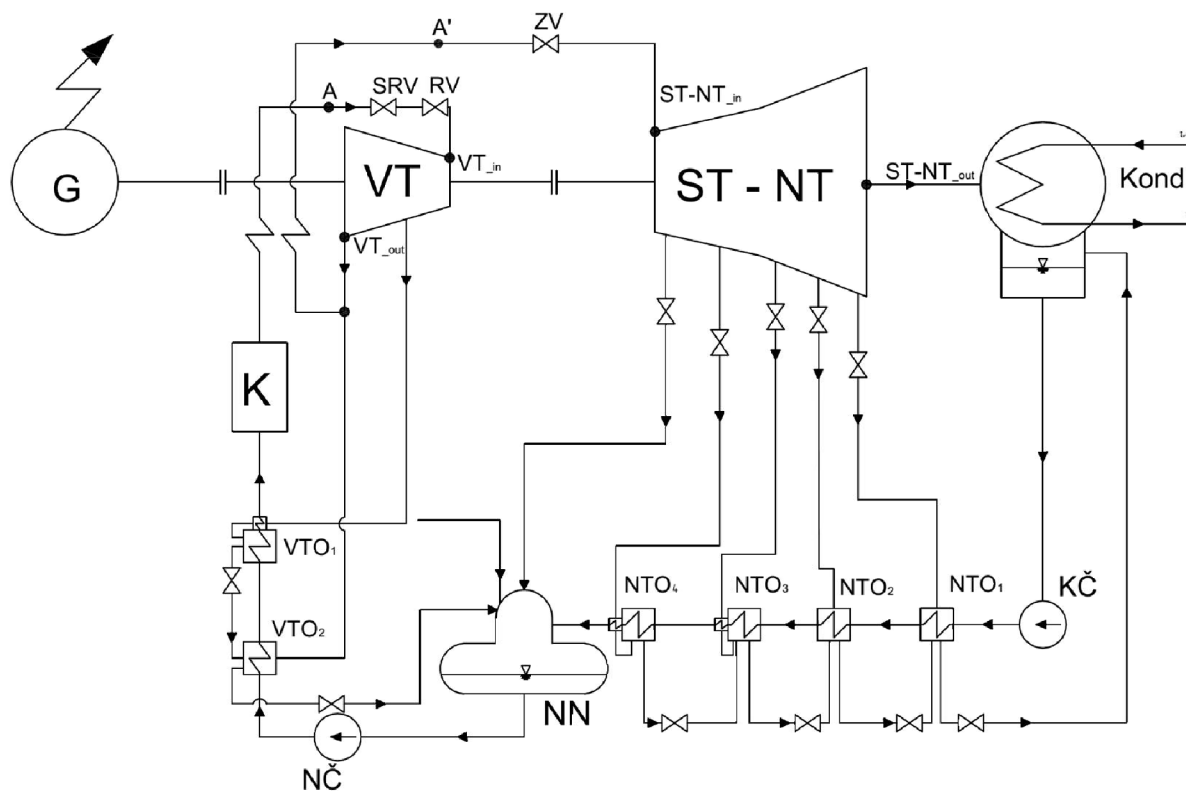 A'
ZV
A
SRV
RV
ST-NT_in
G
VT
VT_in
ST - NT
ST-NT_out
Kond
VT_out
K
VTO₁
NTO₄
NTO₃
NTO₂
NTO₁
KČ
VTO₂
NN
NČ